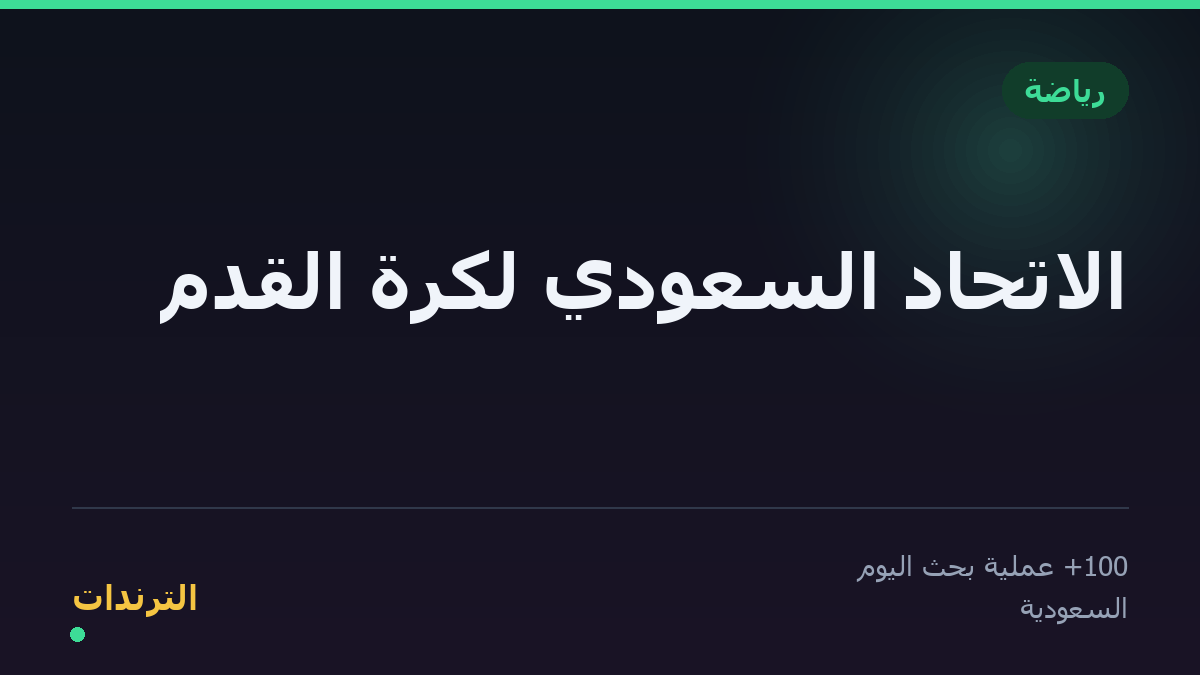 رياضة
الاتحاد السعودي لكرة القدم
100+ عملية بحث اليوم
السعودية
الترندات